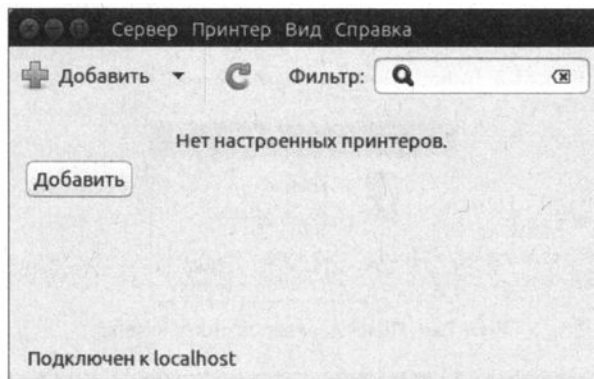 Сервер Принтер Вид Справка
Добавить Фильтр:
Нет настроенных принтеров.
Добавить
Подключен к localhost